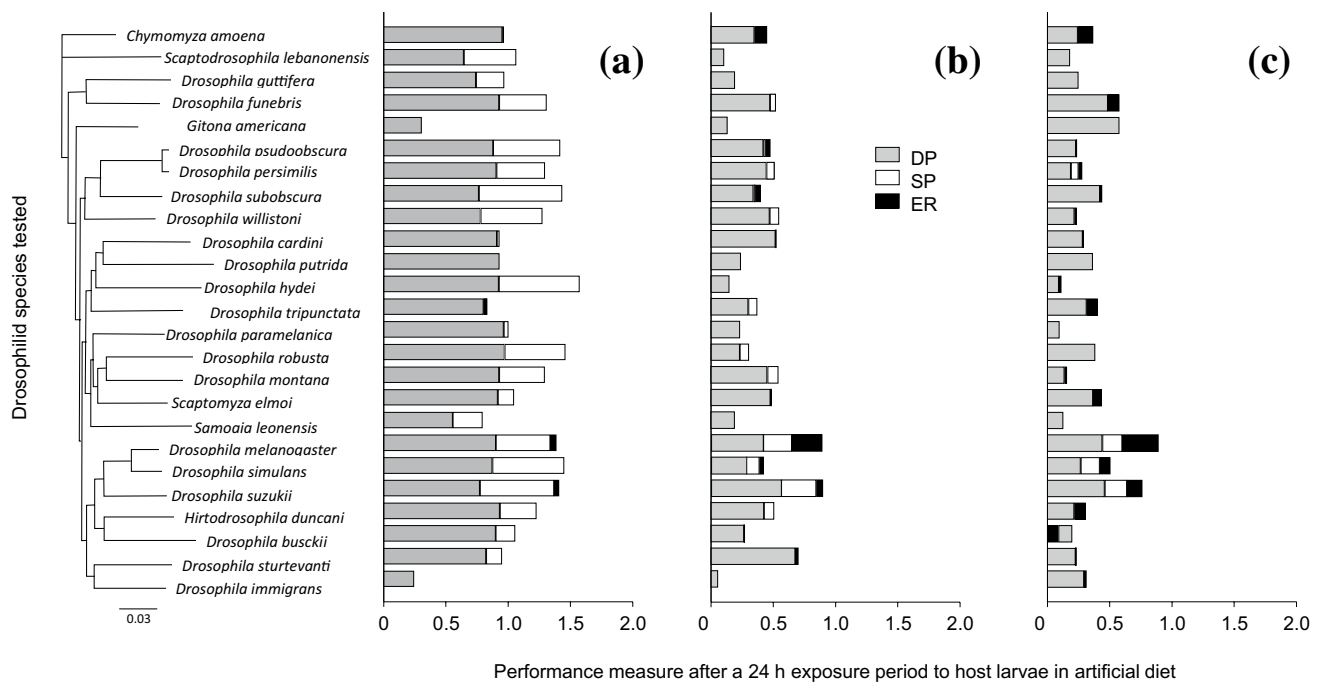 Drosophilid species tested
Chymomyza amoena
Scaptodrosophila lebanonensis
Drosophila guttifera
Drosophila funebris
Gitona americana
Drosophila psudoobscura
Drosophila persimilis
Drosophila subobscura
Drosophila willistoni
Drosophila cardini
Drosophila putrida
Drosophila hydei
Drosophila tripunctata
Drosophila paramelanica
Drosophila robusta
Drosophila montana
Scaptomyza elmoi
Samoaia leonensis
Drosophila melanogaster
Drosophila simulans
Drosophila suzukii
Hirtodrosophila duncani
Drosophila busckii
Drosophila sturtevanti
Drosophila immigrans
0.03
(a)
0 0.5 1.0 1.5 2.0
(b)
0 0.5 1.0 1.5 2.0
DP
SP
ER
(c)
0 0.5 1.0 1.5 2.0
Performance measure after a 24 h exposure period to host larvae in artificial diet